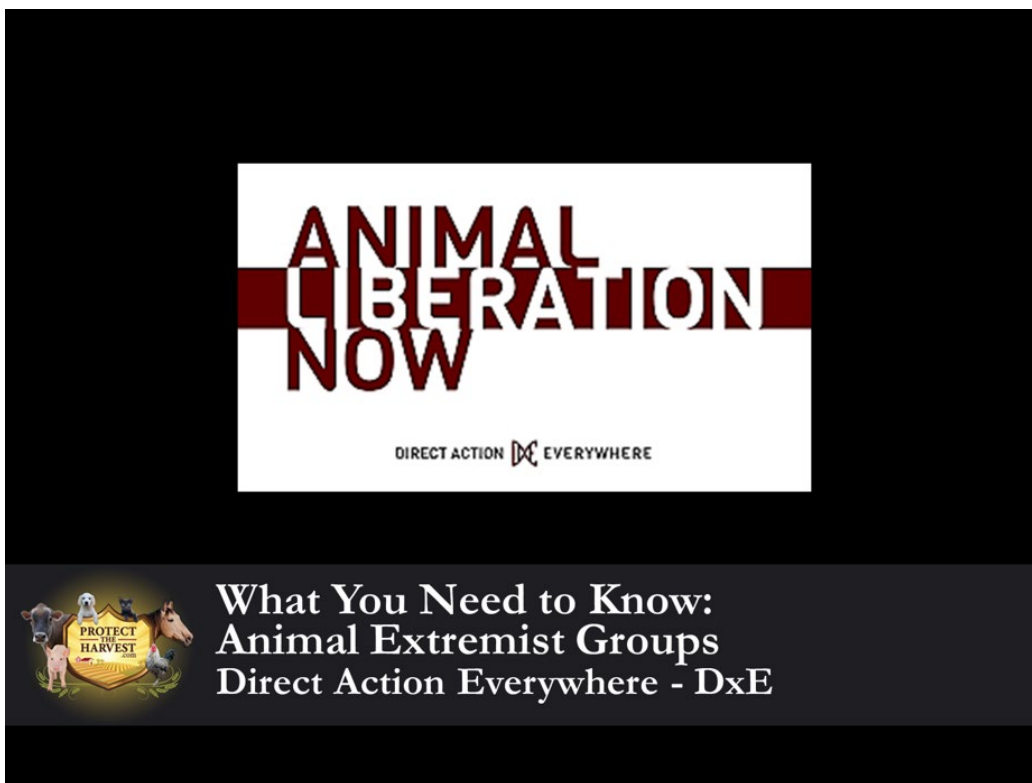 ANIMAL
LIBERATION
NOW
DIRECT ACTION DXE EVERYWHERE
PROTECT
THE
HARVEST
.com
What You Need to Know:
Animal Extremist Groups
Direct Action Everywhere - DxE